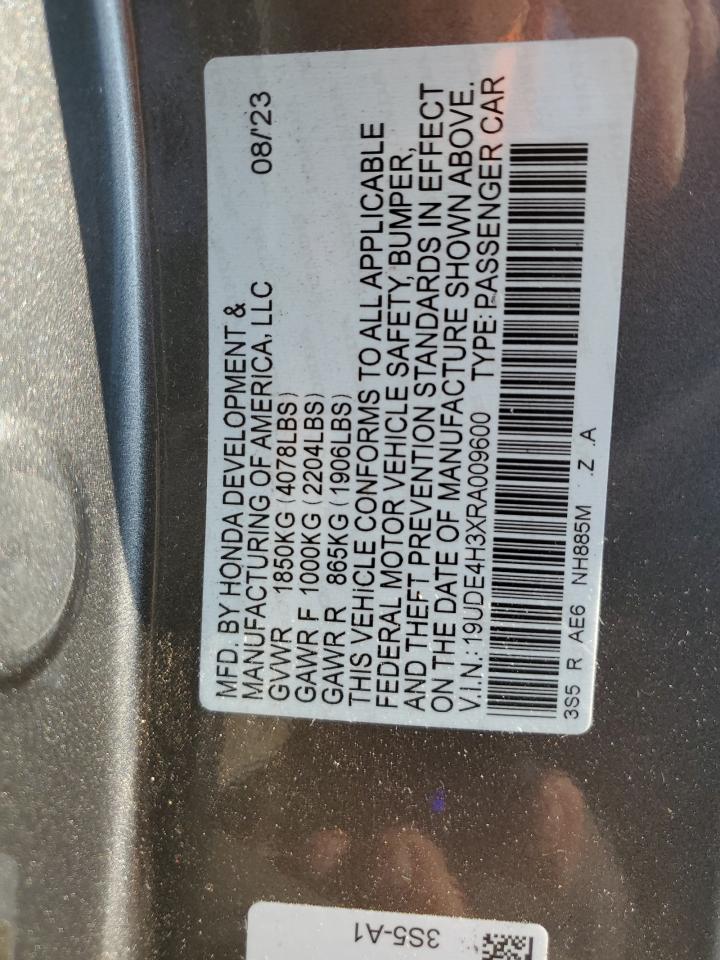 MFD. BY HONDA DEVELOPMENT &
MANUFACTURING OF AMERICA, LLC 08/'23
GVWR 1850KG (4078LBS)
GAWR F 1000KG (2204LBS)
GAWR R 865KG (1906LBS)
THIS VEHICLE CONFORMS TO ALL APPLICABLE
FEDERAL MOTOR VEHICLE SAFETY, BUMPER,
AND THEFT PREVENTION STANDARDS IN EFFECT
ON THE DATE OF MANUFACTURE SHOWN ABOVE.
V.I.N.: 19UDE4H3XRA009600 TYPE: PASSENGER CAR
3S5 R AE6 NH885M .Z .A
3S5-A1